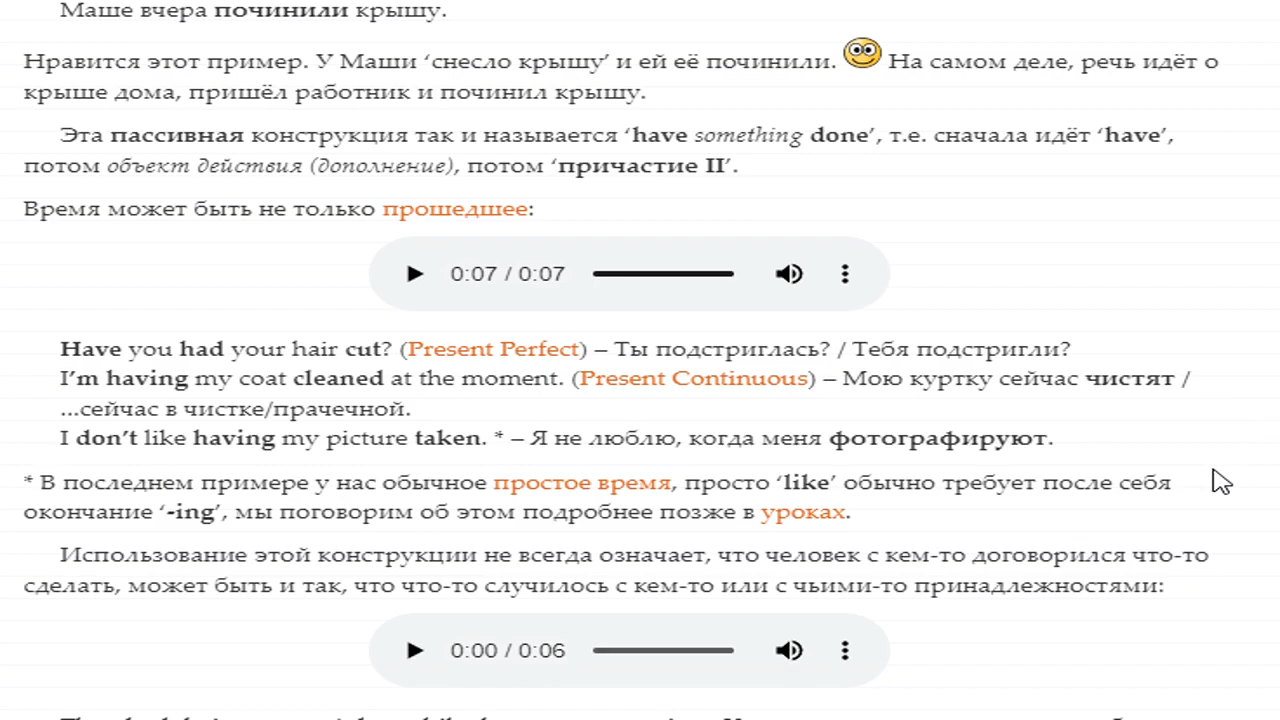 Маше вчера починили крышу.
Нравится этот пример. У Маши ‘снесло крышу’ и ей её починили. На самом деле, речь идёт о
крыше дома, пришёл работник и починил крышу.
Эта пассивная конструкция так и называется ‘have something done’, т.е. сначала идёт ‘have’,
потом объект действия (дополнение), потом ‘причастие II’.
Время может быть не только прошедшее:
0:07 / 0:07
Have you had your hair cut? (Present Perfect) – Ты подстриглась? / Тебя подстригли?
I’m having my coat cleaned at the moment. (Present Continuous) – Мою куртку сейчас чистят /
...сейчас в чистке/прачечной.
I don’t like having my picture taken. * – Я не люблю, когда меня фотографируют.
* В последнем примере у нас обычное простое время, просто ‘like’ обычно требует после себя
окончание ‘-ing’, мы поговорим об этом подробнее позже в уроках.
Использование этой конструкции не всегда означает, что человек с кем-то договорился что-то
сделать, может быть и так, что что-то случилось с кем-то или с чьими-то принадлежностями:
0:00 / 0:06